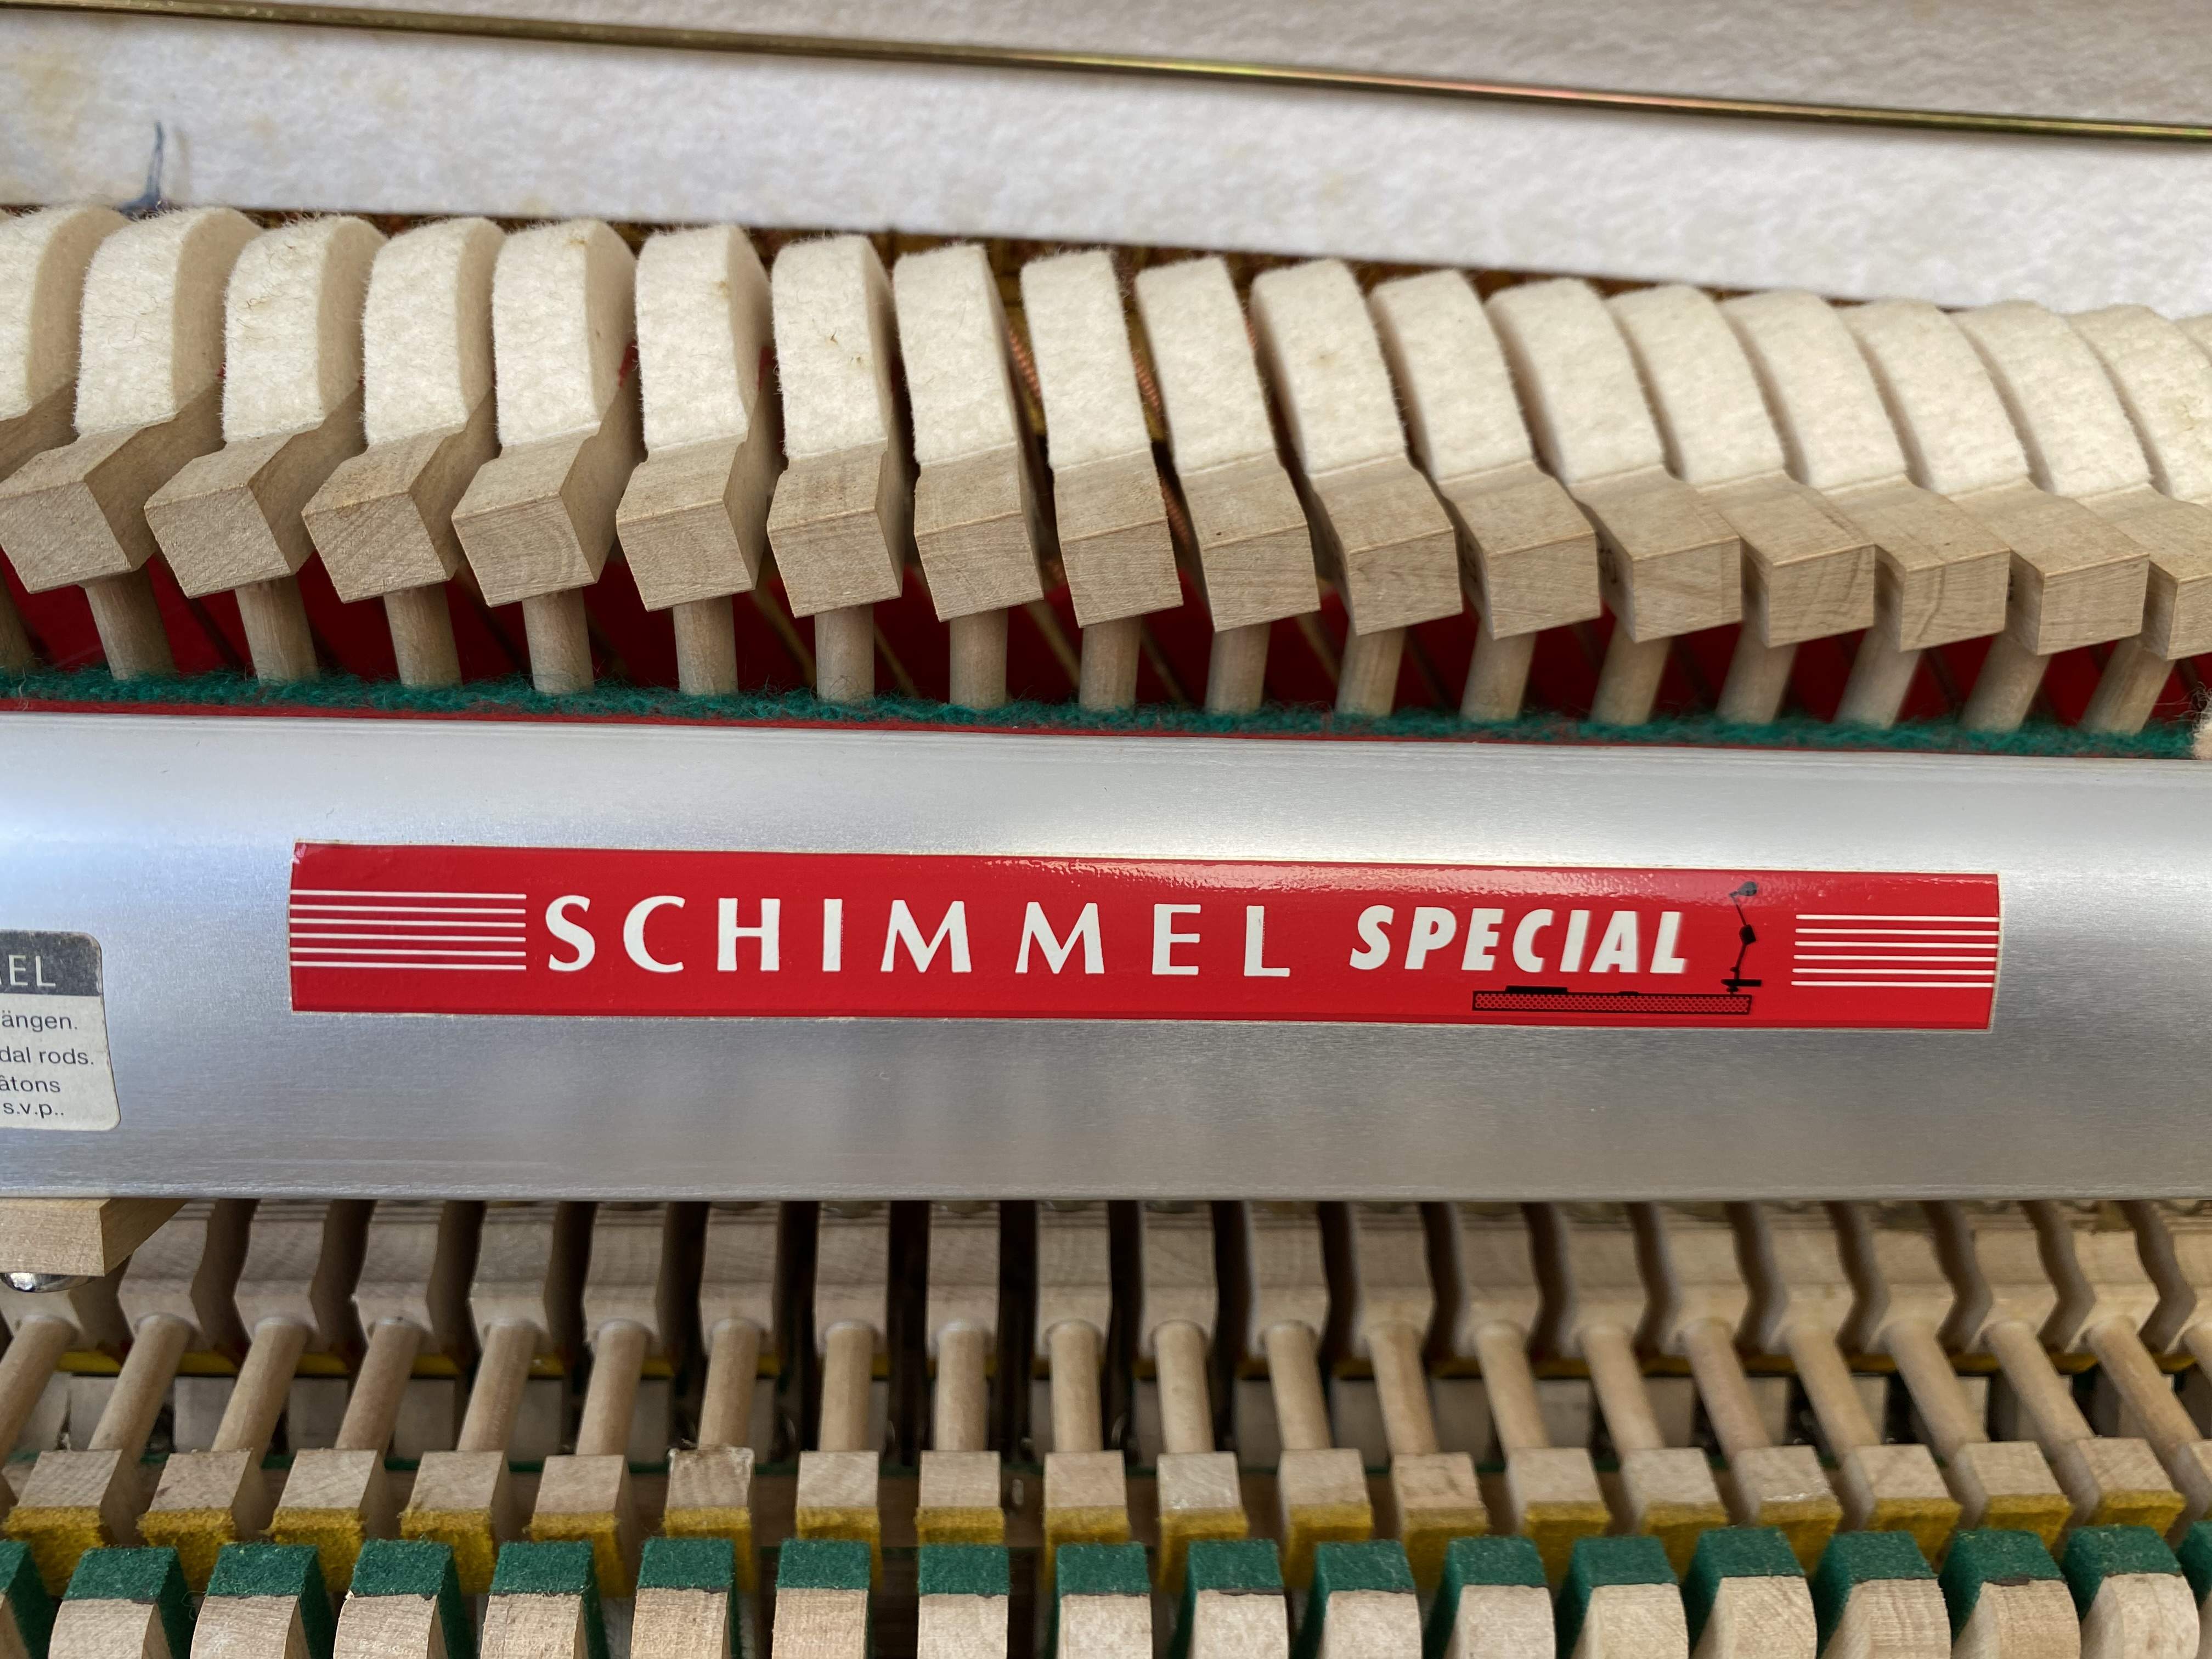 SCHIMMEL SPECIAL
EL
ängen.
dal rods.
âtons
s.v.p..